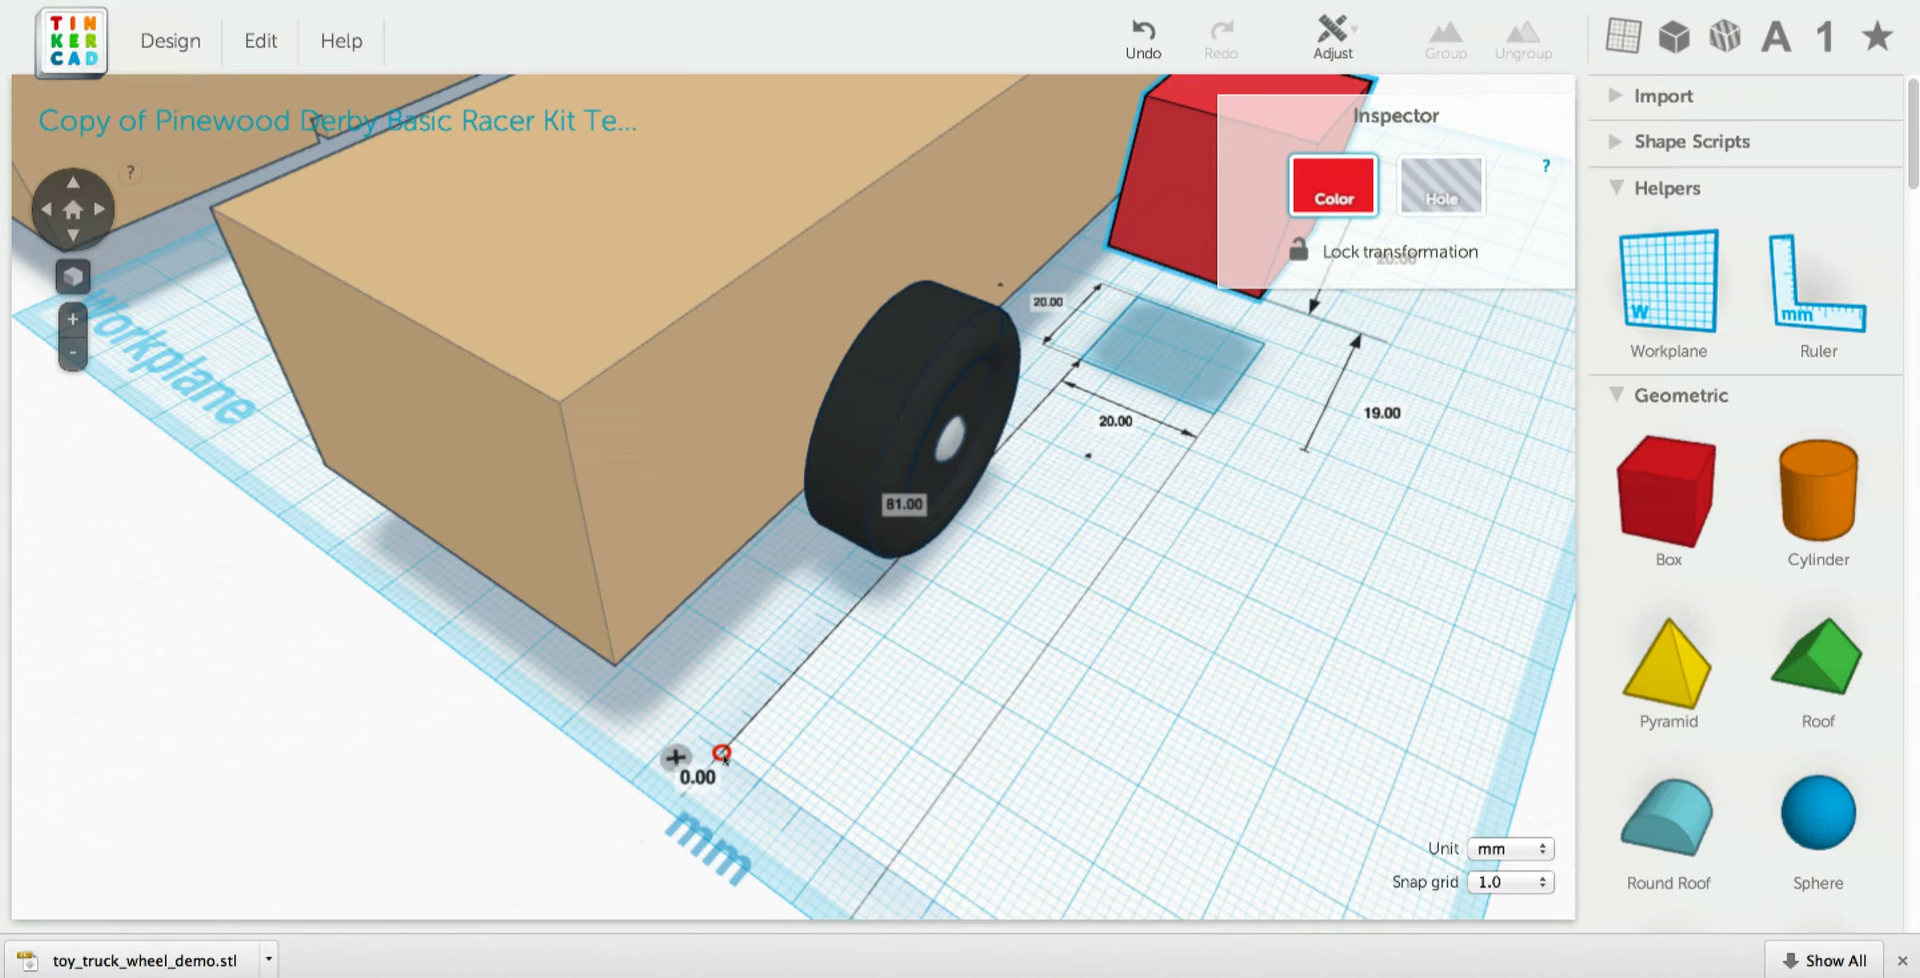 TIN
KER
CAD
Design
Edit
Help
Undo
Redo
Adjust
Group
Ungroup
A
1
Copy of Pinewood Derby Basic Racer Kit Te...
?
Inspector
?
Color
Hole
Lock transformation
20.00
20.00
19.00
20.00
81.00
0.00
+
-
Workplane
mm
Unit mm
Snap grid 1.0
Import
Shape Scripts
Helpers
W
mm
Workplane
Ruler
Geometric
Box
Cylinder
Pyramid
Roof
Round Roof
Sphere
toy_truck_wheel_demo.stl
Show All